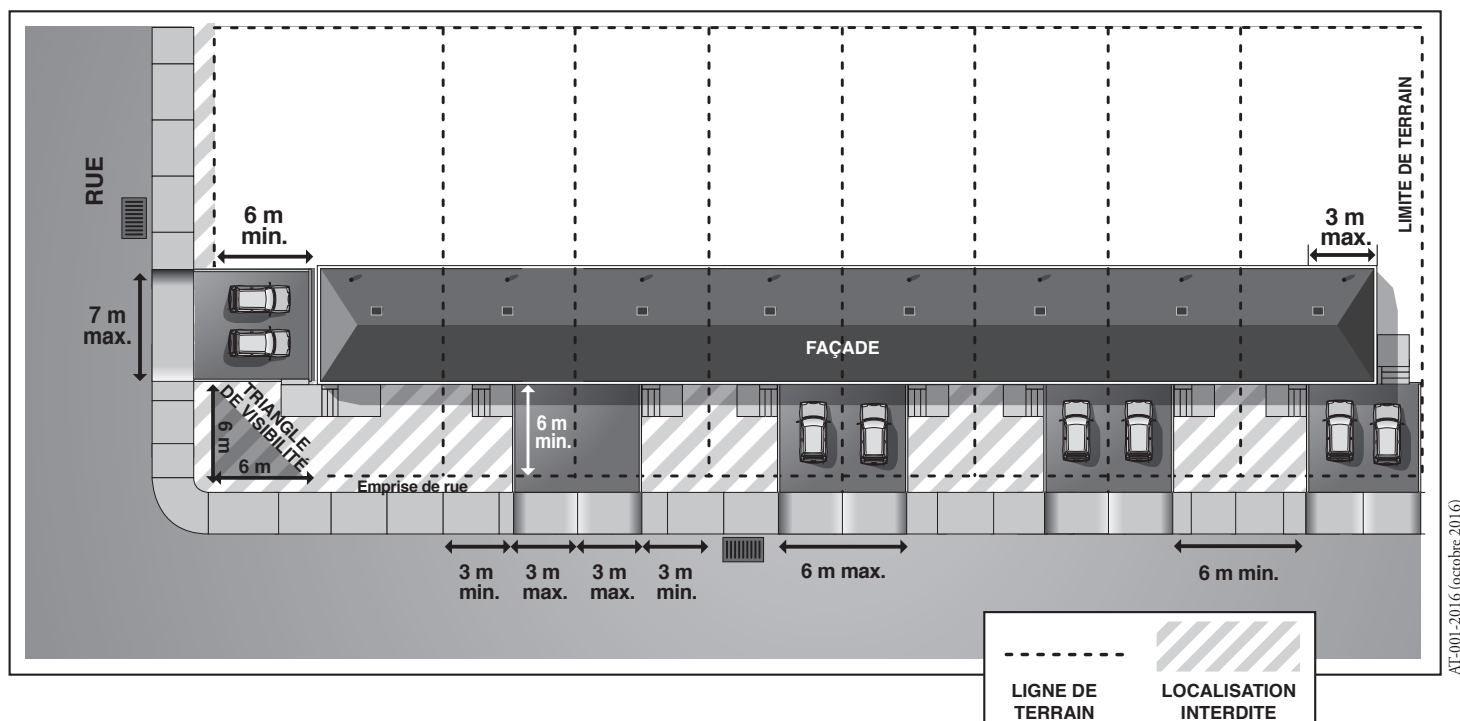 RUE
6 m
min.
7 m
max.
3 m
max.
LIMITE DE TERRAIN
FAÇADE
TRIANGLE
DE VISIBILITÉ
6 m
6 m
6 m
min.
Emprise de rue
3 m
min.
3 m
max.
3 m
max.
3 m
min.
6 m max.
6 m min.
LIGNE DE
TERRAIN
LOCALISATION
INTERDITE
AT-001-2016 (octobre 2016)